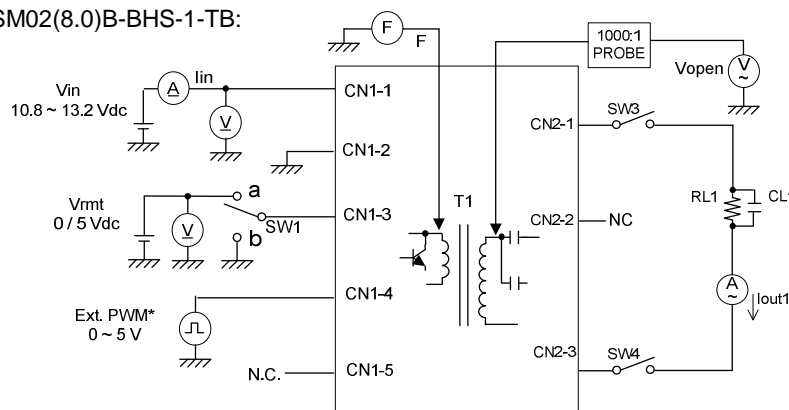 SM02(8.0)B-BHS-1-TB:
F
F
1000:1
PROBE
Vopen
V
~
Vin
10.8 ~ 13.2 Vdc
A
Iin
V
CN1-1
CN1-2
Vrmt
0 / 5 Vdc
V
a
b
SW1
CN1-3
Ext. PWM*
0 ~ 5 V
CN1-4
N.C.
CN1-5
T1
CN2-1
SW3
RL1
CL1
CN2-2
NC
A
~
Iout1
CN2-3
SW4